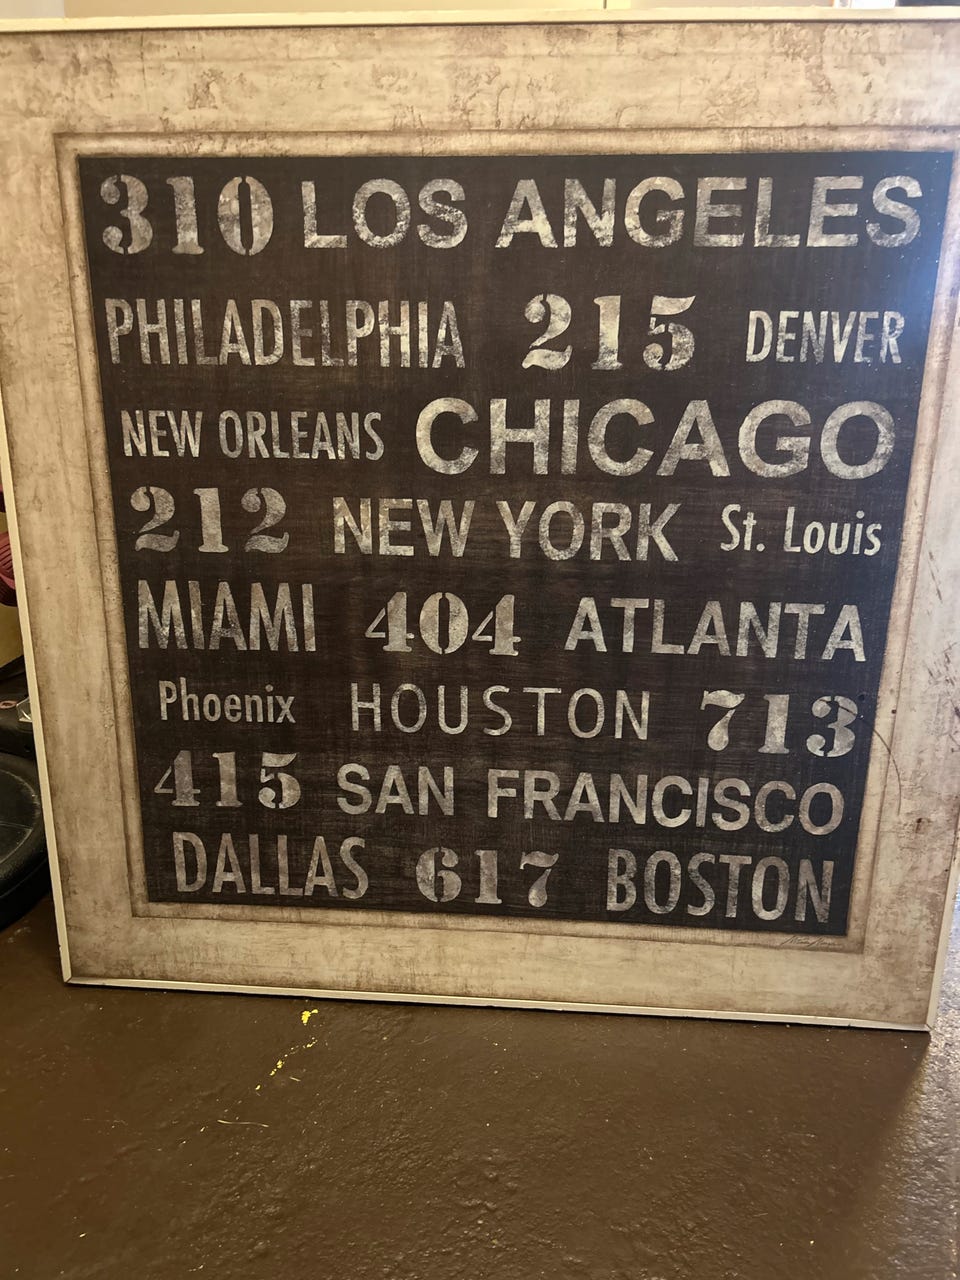 310 LOS ANGELES
PHILADELPHIA 215 DENVER
NEW ORLEANS CHICAGO
212 NEW YORK St. Louis
MIAMI 404 ATLANTA
Phoenix HOUSTON 713
415 SAN FRANCISCO
DALLAS 617 BOSTON